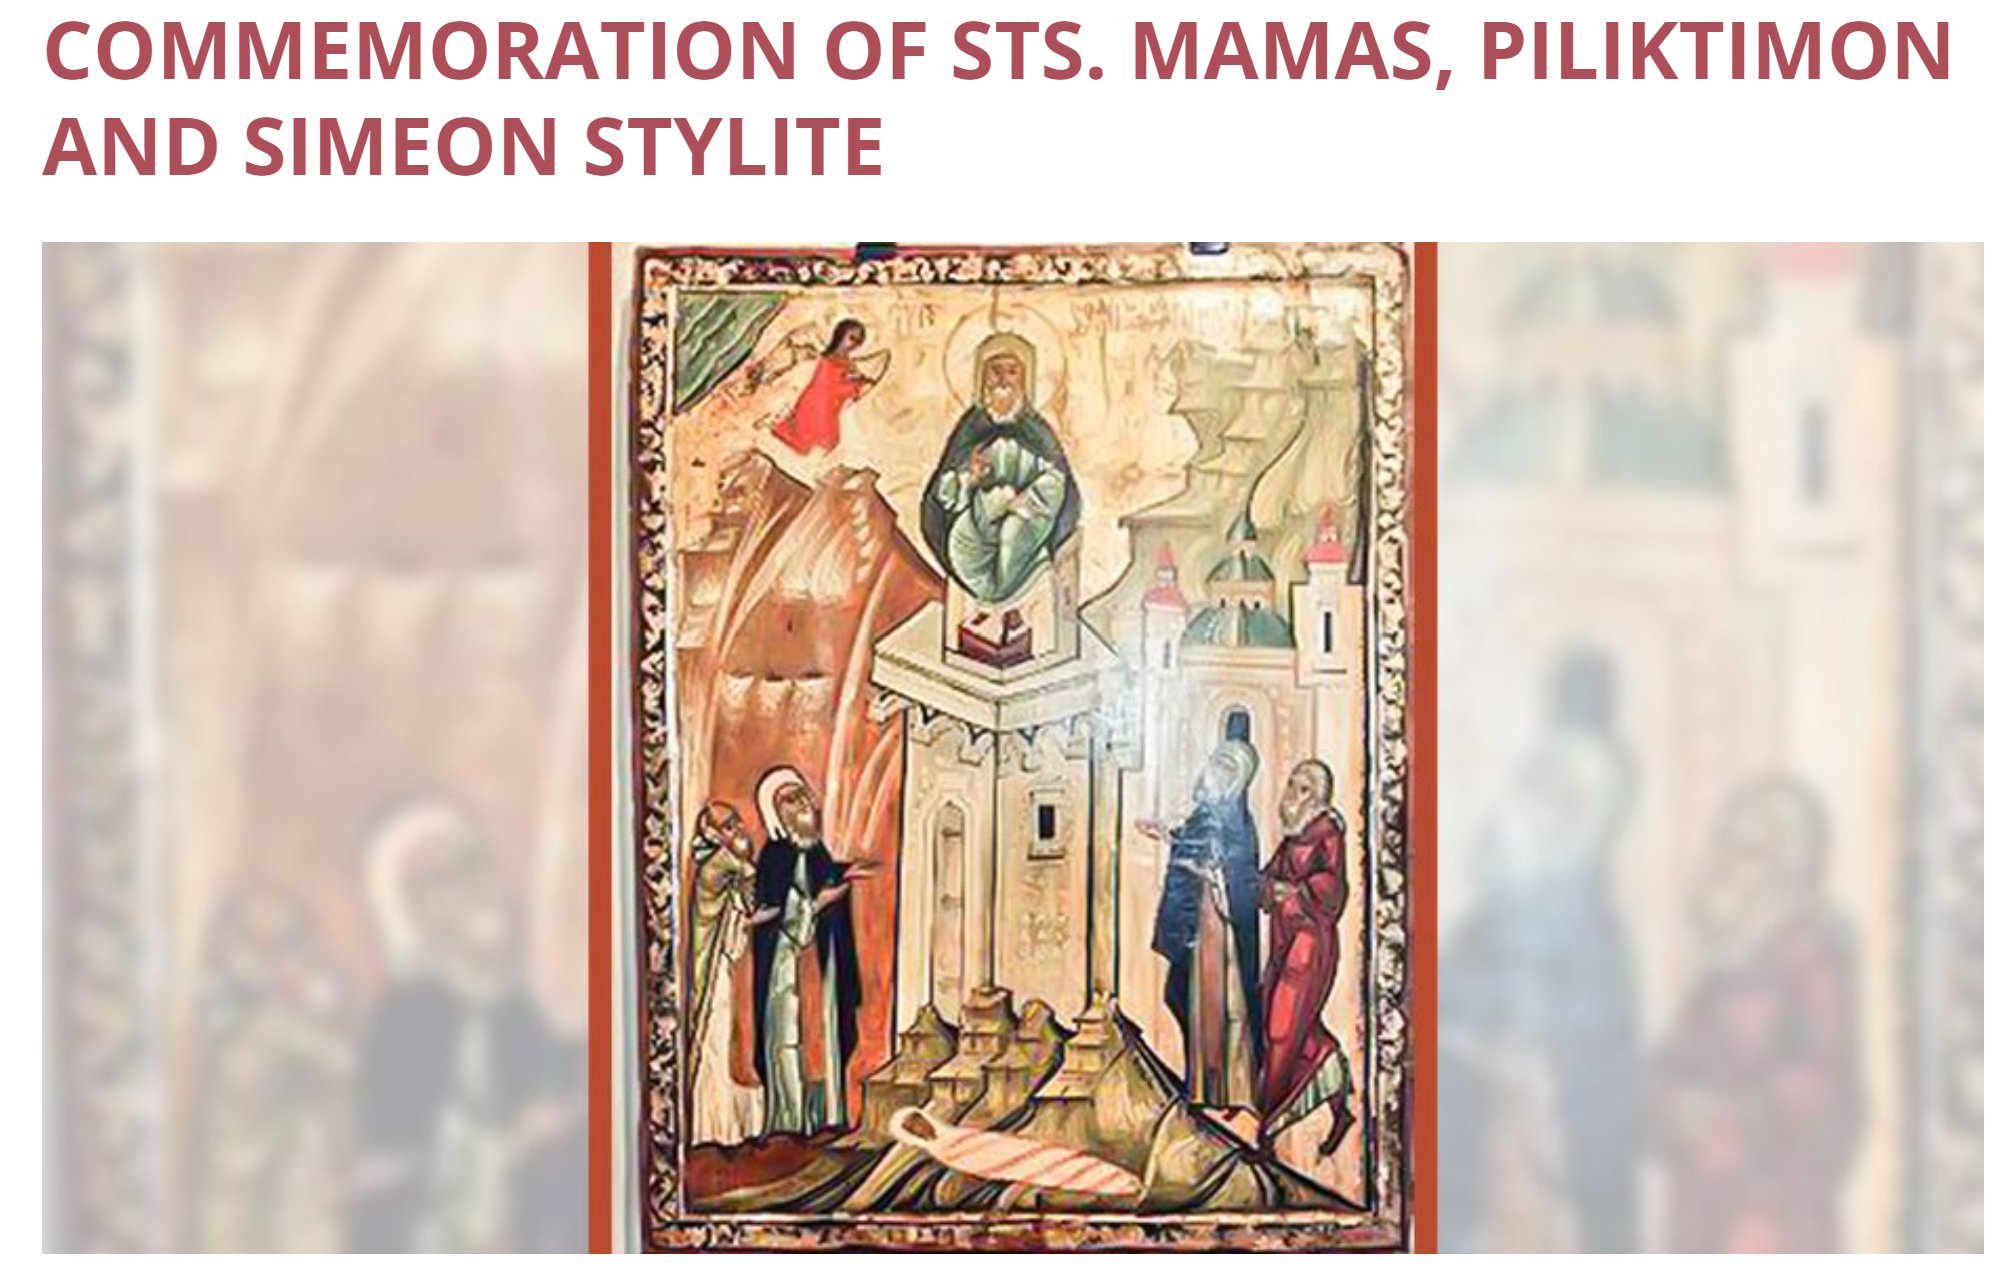 COMMEMORATION OF STS. MAMAS, PILIKTIMON
AND SIMEON STYLITE